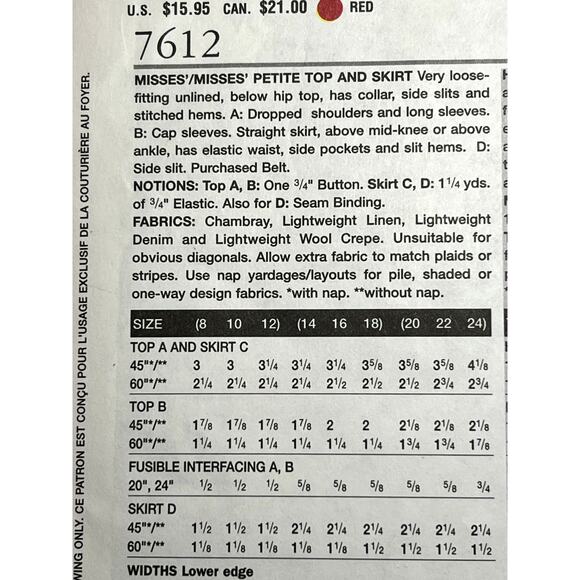 U.S. $15.95 CAN. $21.00 RED
7612
MISSES'/MISSES' PETITE TOP AND SKIRT Very loose-
fitting unlined, below hip top, has collar, side slits and
stitched hems. A: Dropped shoulders and long sleeves.
B: Cap sleeves. Straight skirt, above mid-knee or above
ankle, has elastic waist, side pockets and slit hems. D:
Side slit. Purchased Belt.
NOTIONS: Top A, B: One 3/4" Button. Skirt C, D: 1 1/4 yds.
of 3/4" Elastic. Also for D: Seam Binding.
FABRICS: Chambray, Lightweight Linen, Lightweight
Denim and Lightweight Wool Crepe. Unsuitable for
obvious diagonals. Allow extra fabric to match plaids or
stripes. Use nap yardages/layouts for pile, shaded or
one-way design fabrics. *with nap. **without nap.
SIZE (8 10 12) (14 16 18) (20 22 24)
TOP A AND SKIRT C
45"*/** 3 3 3 1/4 3 1/4 3 1/4 3 5/8 3 5/8 3 5/8 4 1/8
60"*/** 2 1/4 2 1/4 2 1/4 2 1/4 2 1/2 2 1/2 2 1/2 2 3/4 2 3/4
TOP B
45"*/** 1 7/8 1 7/8 1 7/8 1 7/8 2 2 2 1/8 2 1/8 2 1/8
60"*/** 1 1/4 1 1/4 1 1/4 1 1/4 1 1/4 1 1/4 1 3/4 1 3/4 1 7/8
FUSIBLE INTERFACING A, B
20", 24" 1/2 1/2 1/2 5/8 5/8 5/8 5/8 5/8 3/4
SKIRT D
45"*/** 1 1/2 1 1/2 1 1/2 2 1/4 2 1/4 2 1/4 2 1/4 2 1/4 2 1/4
60"*/** 1 1/8 1 1/8 1 1/8 1 1/8 1 1/8 1 1/2 1 1/2 1 1/2 1 1/2
WIDTHS Lower edge
WING ONLY. CE PATRON EST CONÇU POUR L'USAGE EXCLUSIF DE LA COUTURIÈRE AU FOYER.